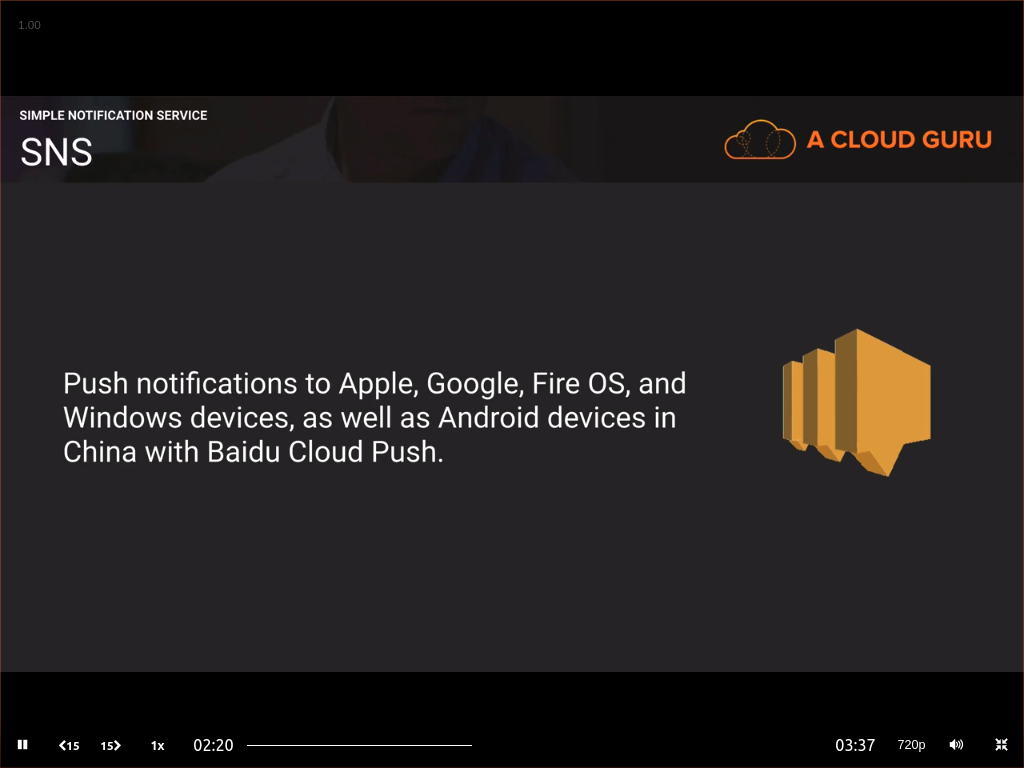 1.00
SIMPLE NOTIFICATION SERVICE
SNS
A CLOUD GURU
Push notifications to Apple, Google, Fire OS, and
Windows devices, as well as Android devices in
China with Baidu Cloud Push.
15 15 1x 02:20 03:37 720p